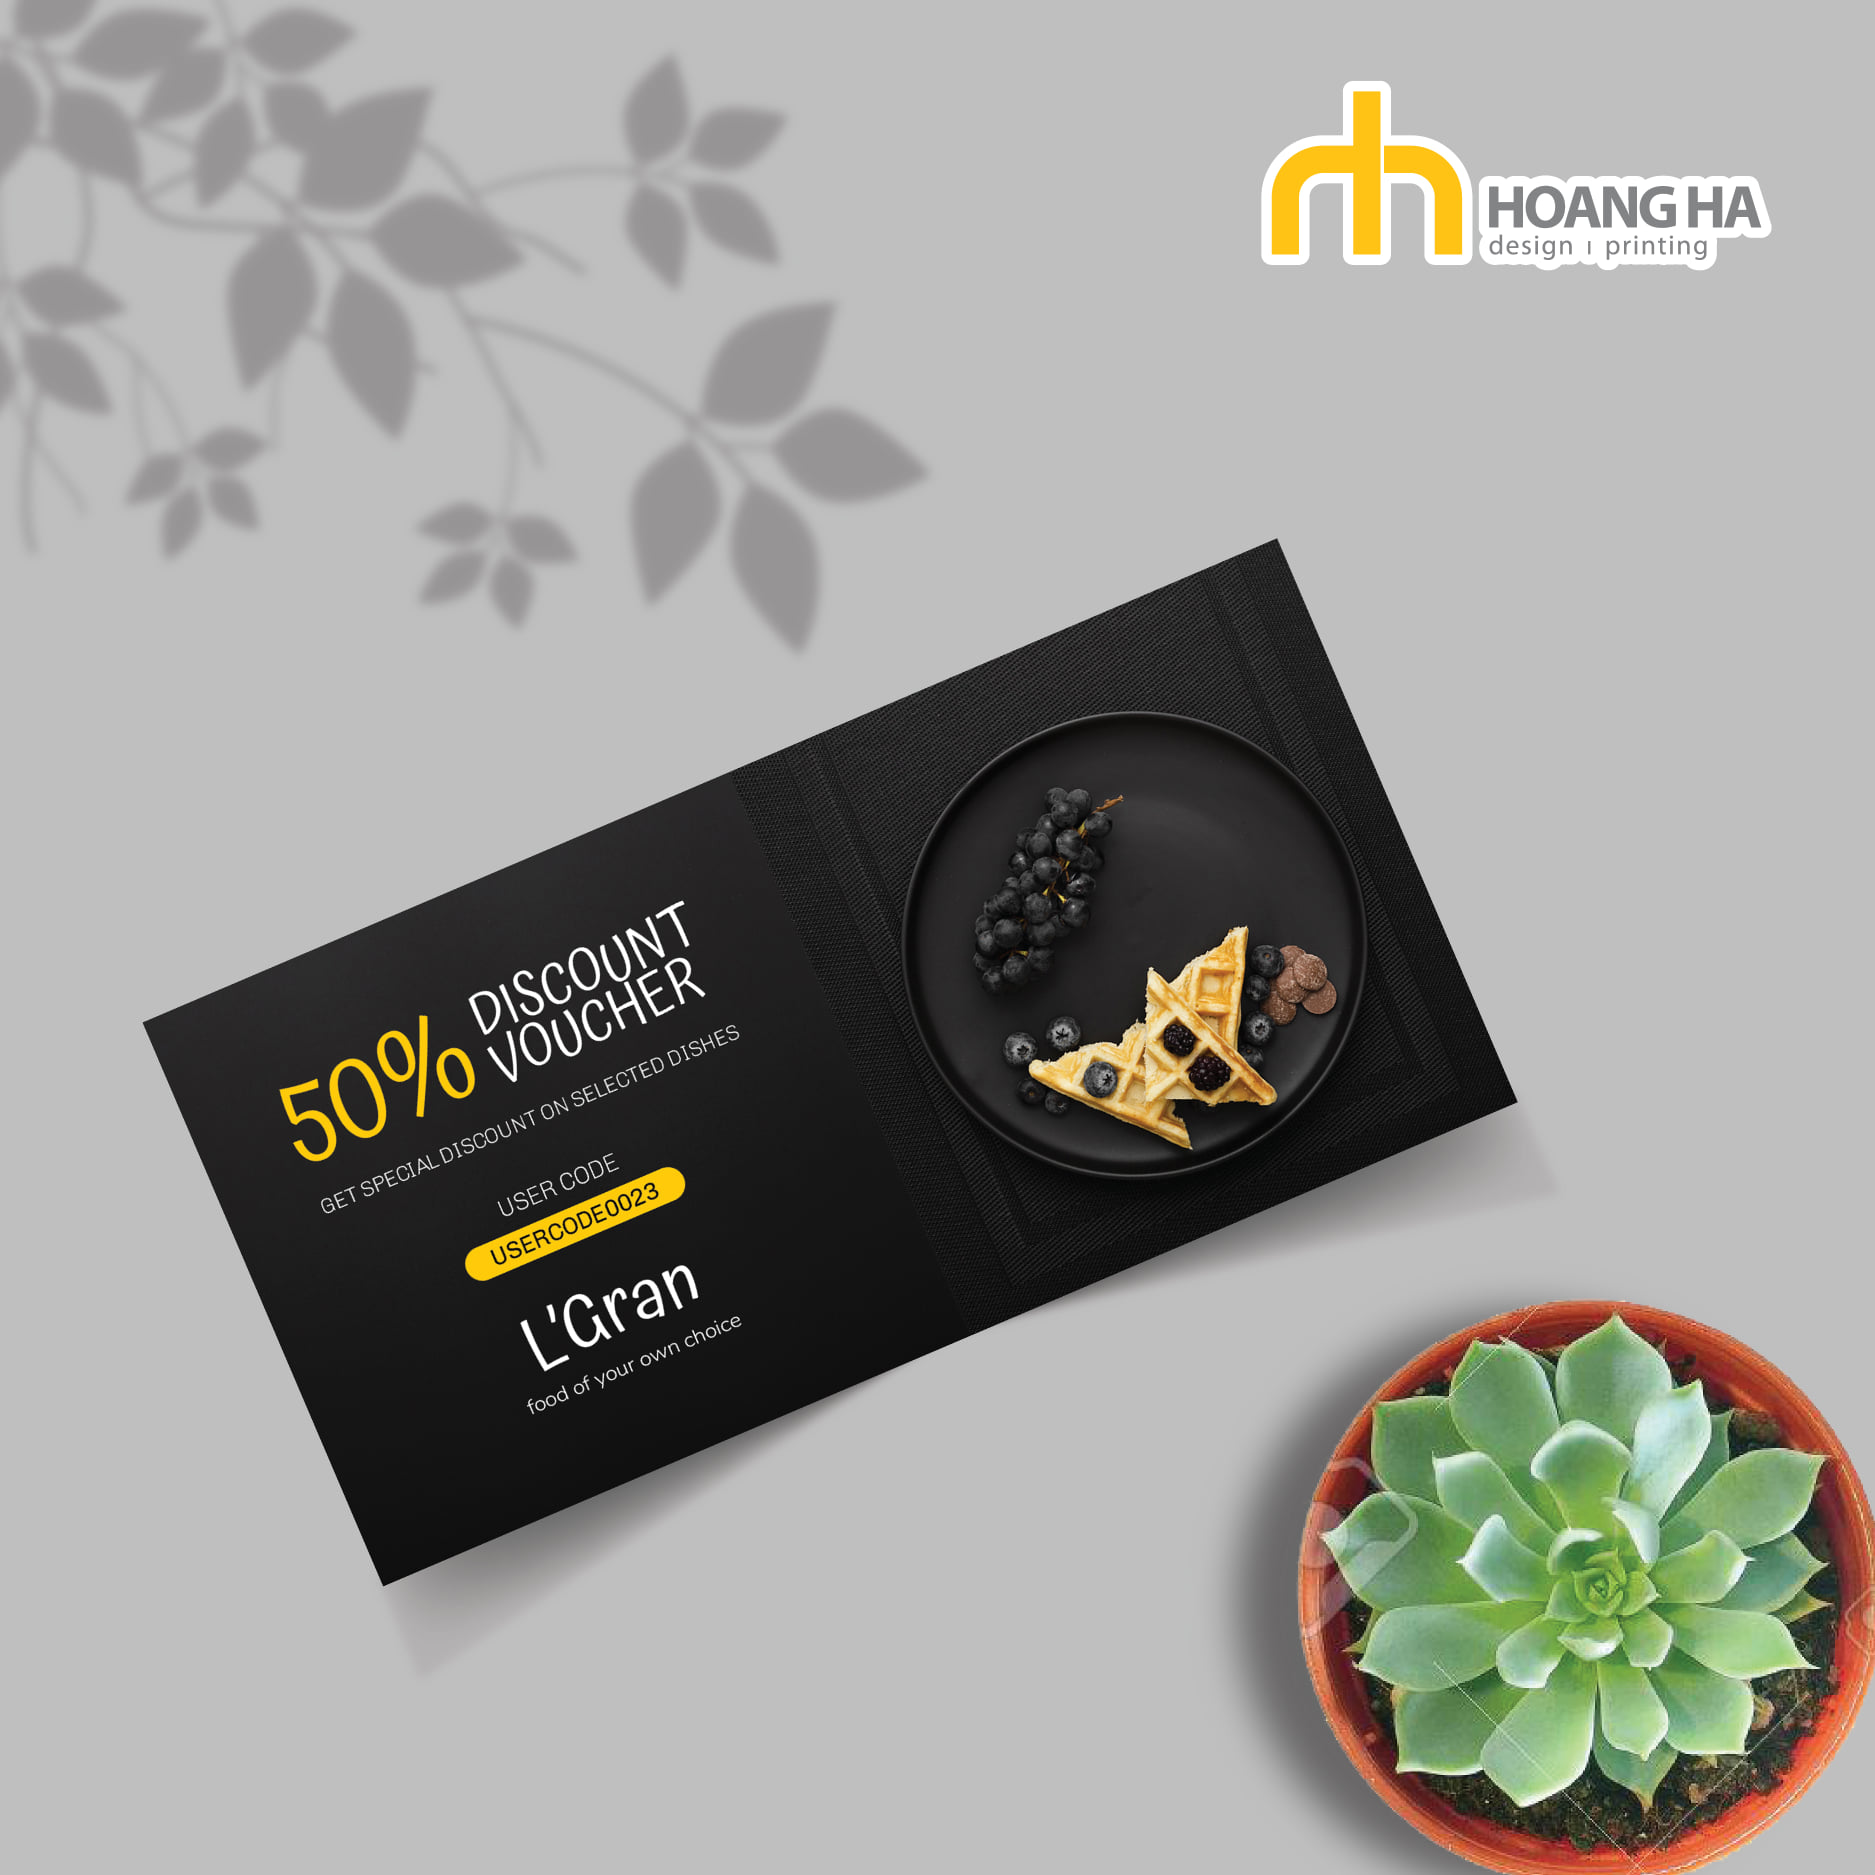 HOANG HA
design | printing
50% DISCOUNT
VOUCHER
GET SPECIAL DISCOUNT ON SELECTED DISHES
USER CODE
USERCODE0023
L'Gran
food of your own choice